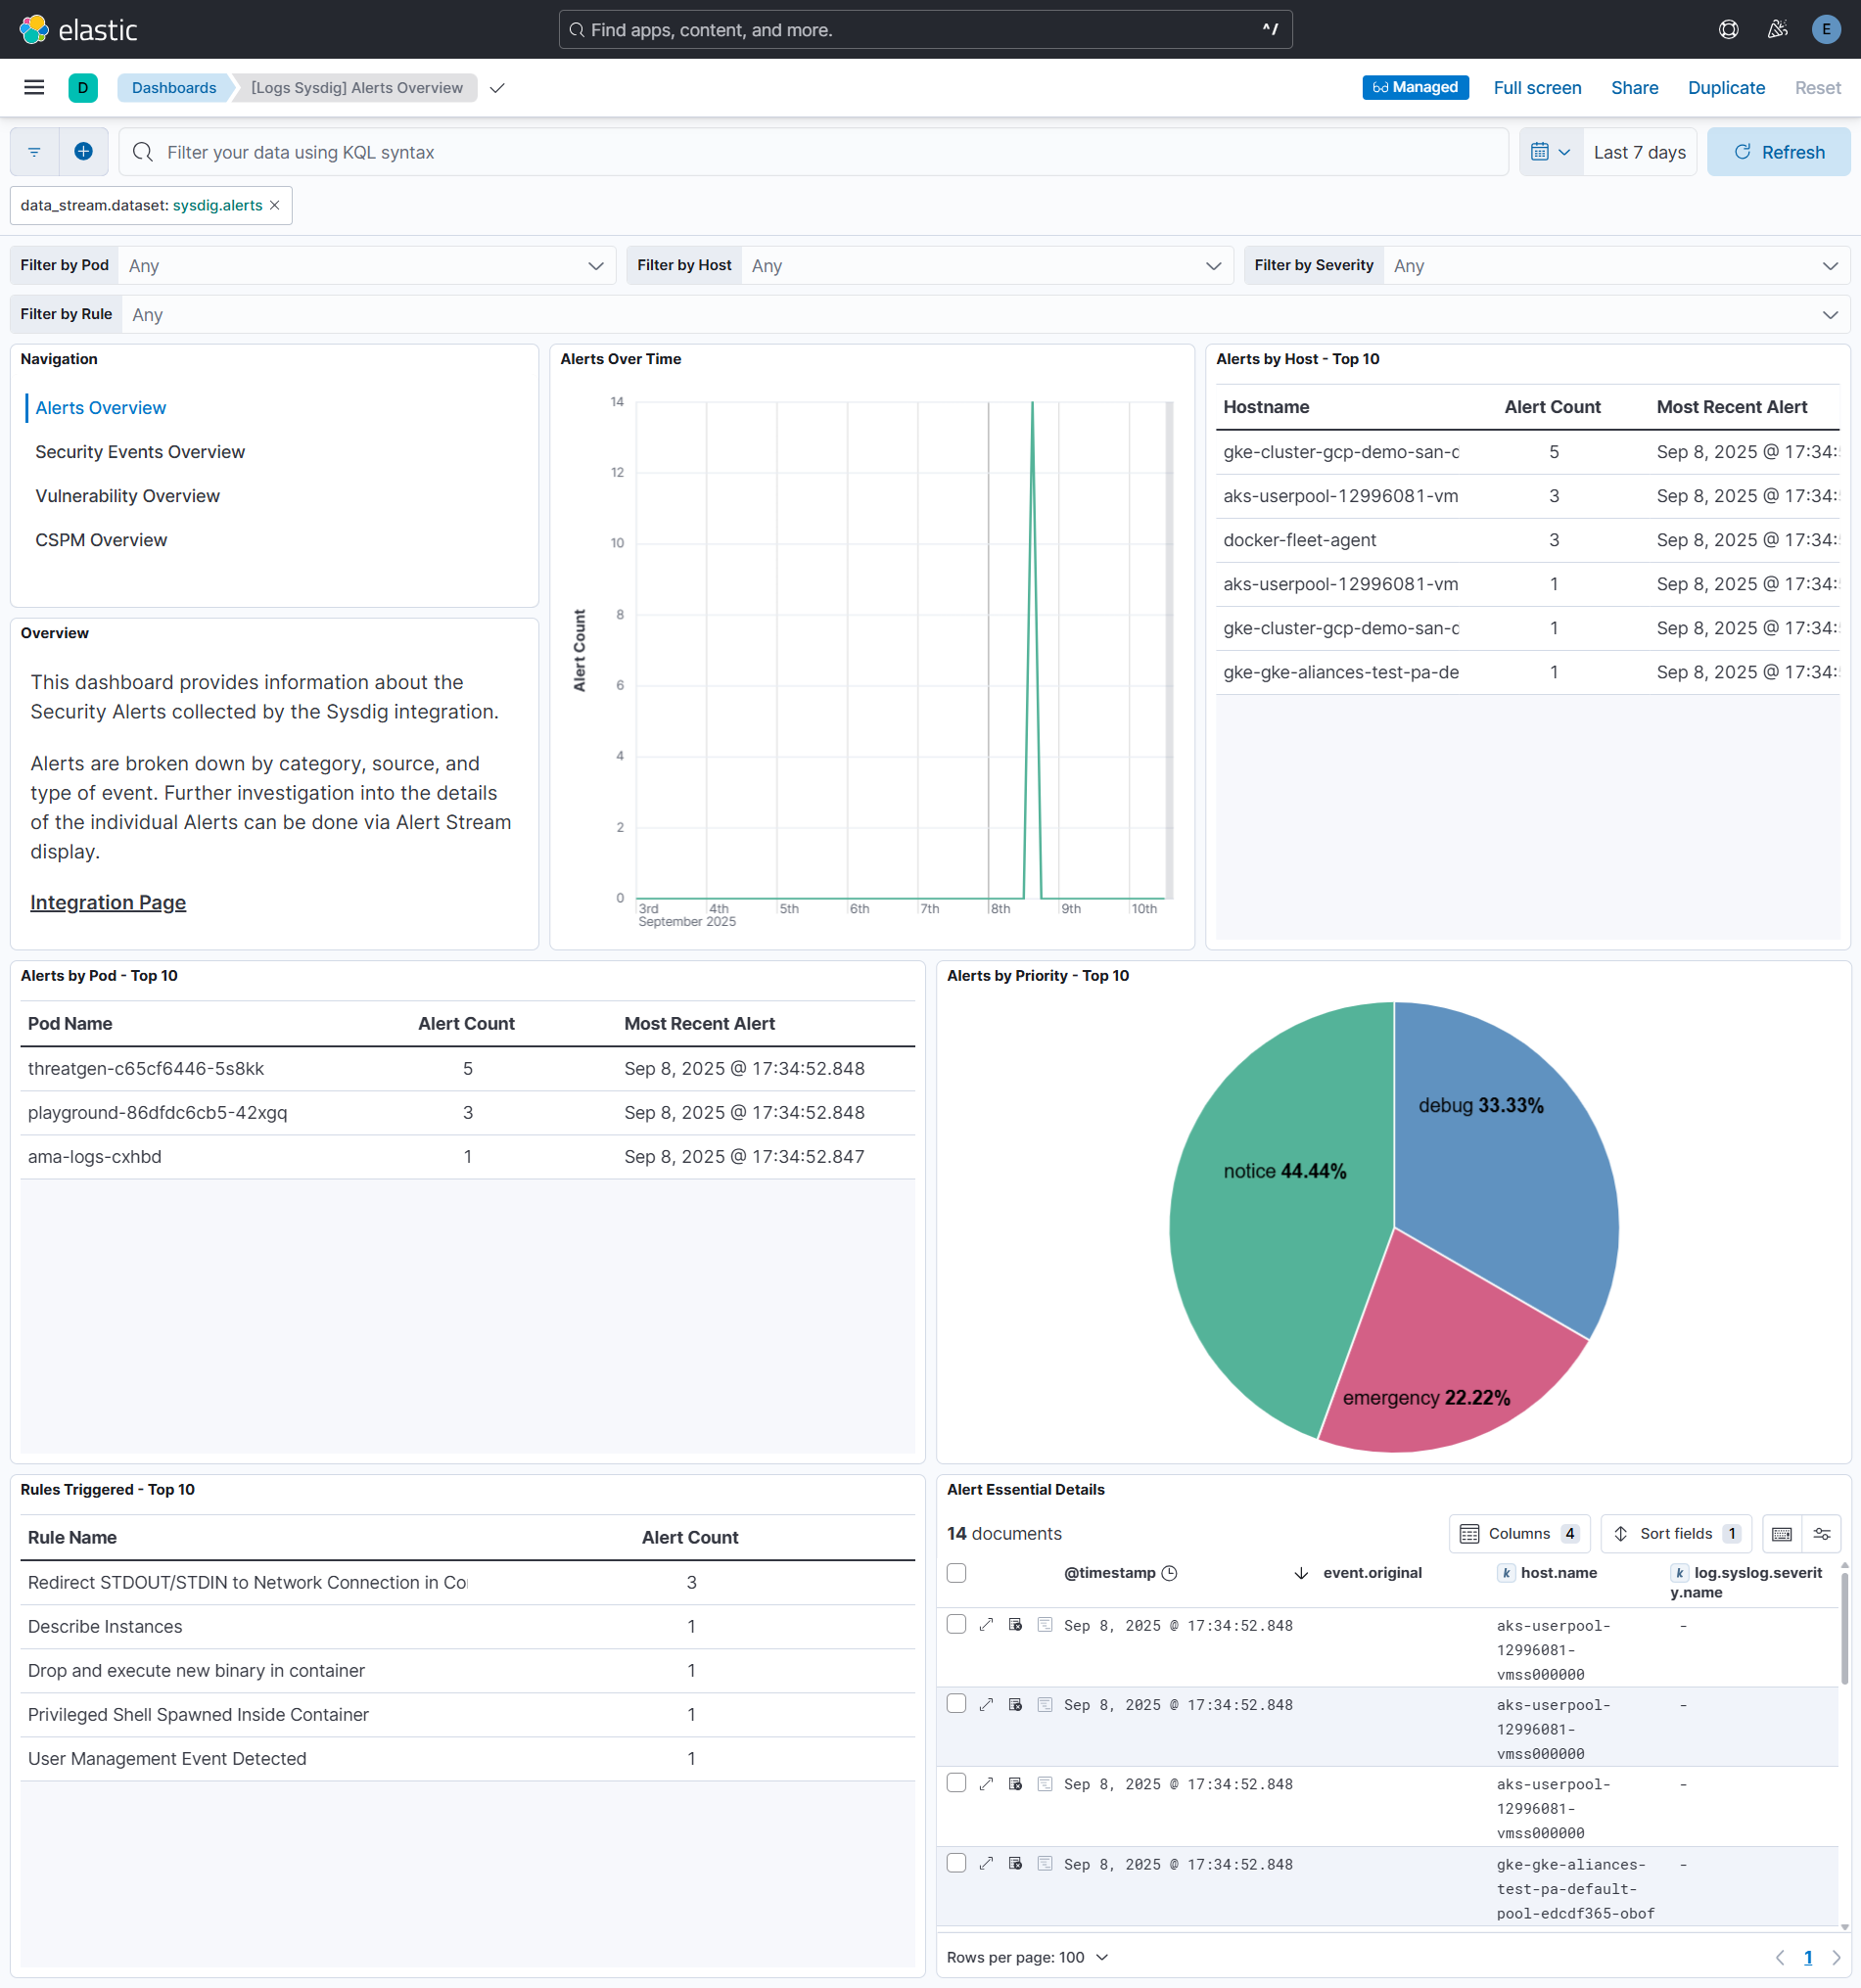 elastic
Find apps, content, and more.
^/
E
D
Dashboards
[Logs Sysdig] Alerts Overview
Managed
Full screen
Share
Duplicate
Reset
Filter your data using KQL syntax
Last 7 days
Refresh
data_stream.dataset: sysdig.alerts
Filter by Pod Any
Filter by Host Any
Filter by Severity Any
Filter by Rule Any
Navigation
Alerts Overview
Security Events Overview
Vulnerability Overview
CSPM Overview
Overview
This dashboard provides information about the
Security Alerts collected by the Sysdig integration.
Alerts are broken down by category, source, and
type of event. Further investigation into the details
of the individual Alerts can be done via Alert Stream
display.
Integration Page
Alerts Over Time
Alert Count
14
12
10
8
6
4
2
0
3rd 4th 5th 6th 7th 8th 9th 10th
September 2025
Alerts by Host - Top 10
Hostname Alert Count Most Recent Alert
gke-cluster-gcp-demo-san-d 5 Sep 8, 2025 @ 17:34:
aks-userpool-12996081-vm 3 Sep 8, 2025 @ 17:34:
docker-fleet-agent 3 Sep 8, 2025 @ 17:34:
aks-userpool-12996081-vm 1 Sep 8, 2025 @ 17:34:
gke-cluster-gcp-demo-san-d 1 Sep 8, 2025 @ 17:34:
gke-gke-aliances-test-pa-de 1 Sep 8, 2025 @ 17:34:
Alerts by Pod - Top 10
Pod Name Alert Count Most Recent Alert
threatgen-c65cf6446-5s8kk 5 Sep 8, 2025 @ 17:34:52.848
playground-86dfdc6cb5-42xgq 3 Sep 8, 2025 @ 17:34:52.848
ama-logs-cxhbd 1 Sep 8, 2025 @ 17:34:52.847
Alerts by Priority - Top 10
debug 33.33%
notice 44.44%
emergency 22.22%
Rules Triggered - Top 10
Rule Name Alert Count
Redirect STDOUT/STDIN to Network Connection in Co 3
Describe Instances 1
Drop and execute new binary in container 1
Privileged Shell Spawned Inside Container 1
User Management Event Detected 1
Alert Essential Details
14 documents
Columns 4
Sort fields 1
@timestamp event.original k host.name k log.syslog.severit
y.name
Sep 8, 2025 @ 17:34:52.848 aks-userpool- -
12996081-
vmss000000
Sep 8, 2025 @ 17:34:52.848 aks-userpool- -
12996081-
vmss000000
Sep 8, 2025 @ 17:34:52.848 aks-userpool- -
12996081-
vmss000000
Sep 8, 2025 @ 17:34:52.848 gke-gke-aliances- -
test-pa-default-
pool-edcdf365-obof
Rows per page: 100
1